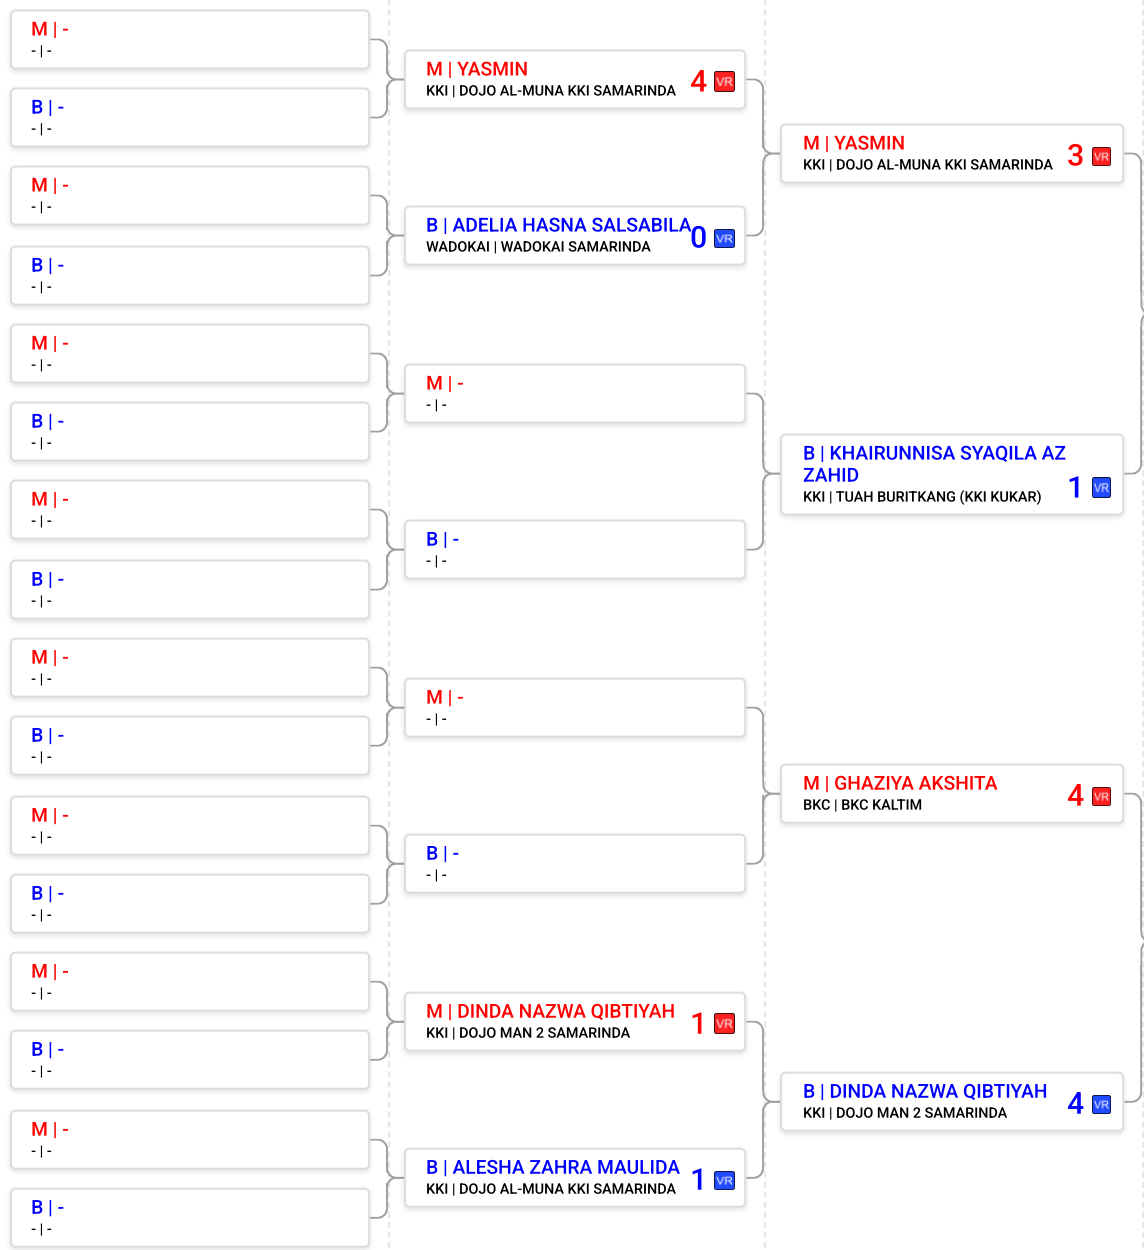 M | -
- | -
B | -
- | -
M | -
- | -
B | -
- | -
M | -
- | -
B | -
- | -
M | -
- | -
B | -
- | -
M | -
- | -
B | -
- | -
M | -
- | -
B | -
- | -
M | -
- | -
B | -
- | -
M | -
- | -
B | -
- | -
M | YASMIN
KKI | DOJO AL-MUNA KKI SAMARINDA
4 VR
B | ADELIA HASNA SALSABILA
WADOKAI | WADOKAI SAMARINDA
0 VR
M | -
- | -
B | -
- | -
M | -
- | -
B | -
- | -
M | DINDA NAZWA QIBTIYAH
KKI | DOJO MAN 2 SAMARINDA
1 VR
B | ALESHA ZAHRA MAULIDA
KKI | DOJO AL-MUNA KKI SAMARINDA
1 VR
M | YASMIN
KKI | DOJO AL-MUNA KKI SAMARINDA
3 VR
B | KHAIRUNNISA SYAQILA AZ
ZAHID
KKI | TUAH BURITKANG (KKI KUKAR)
1 VR
M | GHAZIYA AKSHITA
BKC | BKC KALTIM
4 VR
B | DINDA NAZWA QIBTIYAH
KKI | DOJO MAN 2 SAMARINDA
4 VR